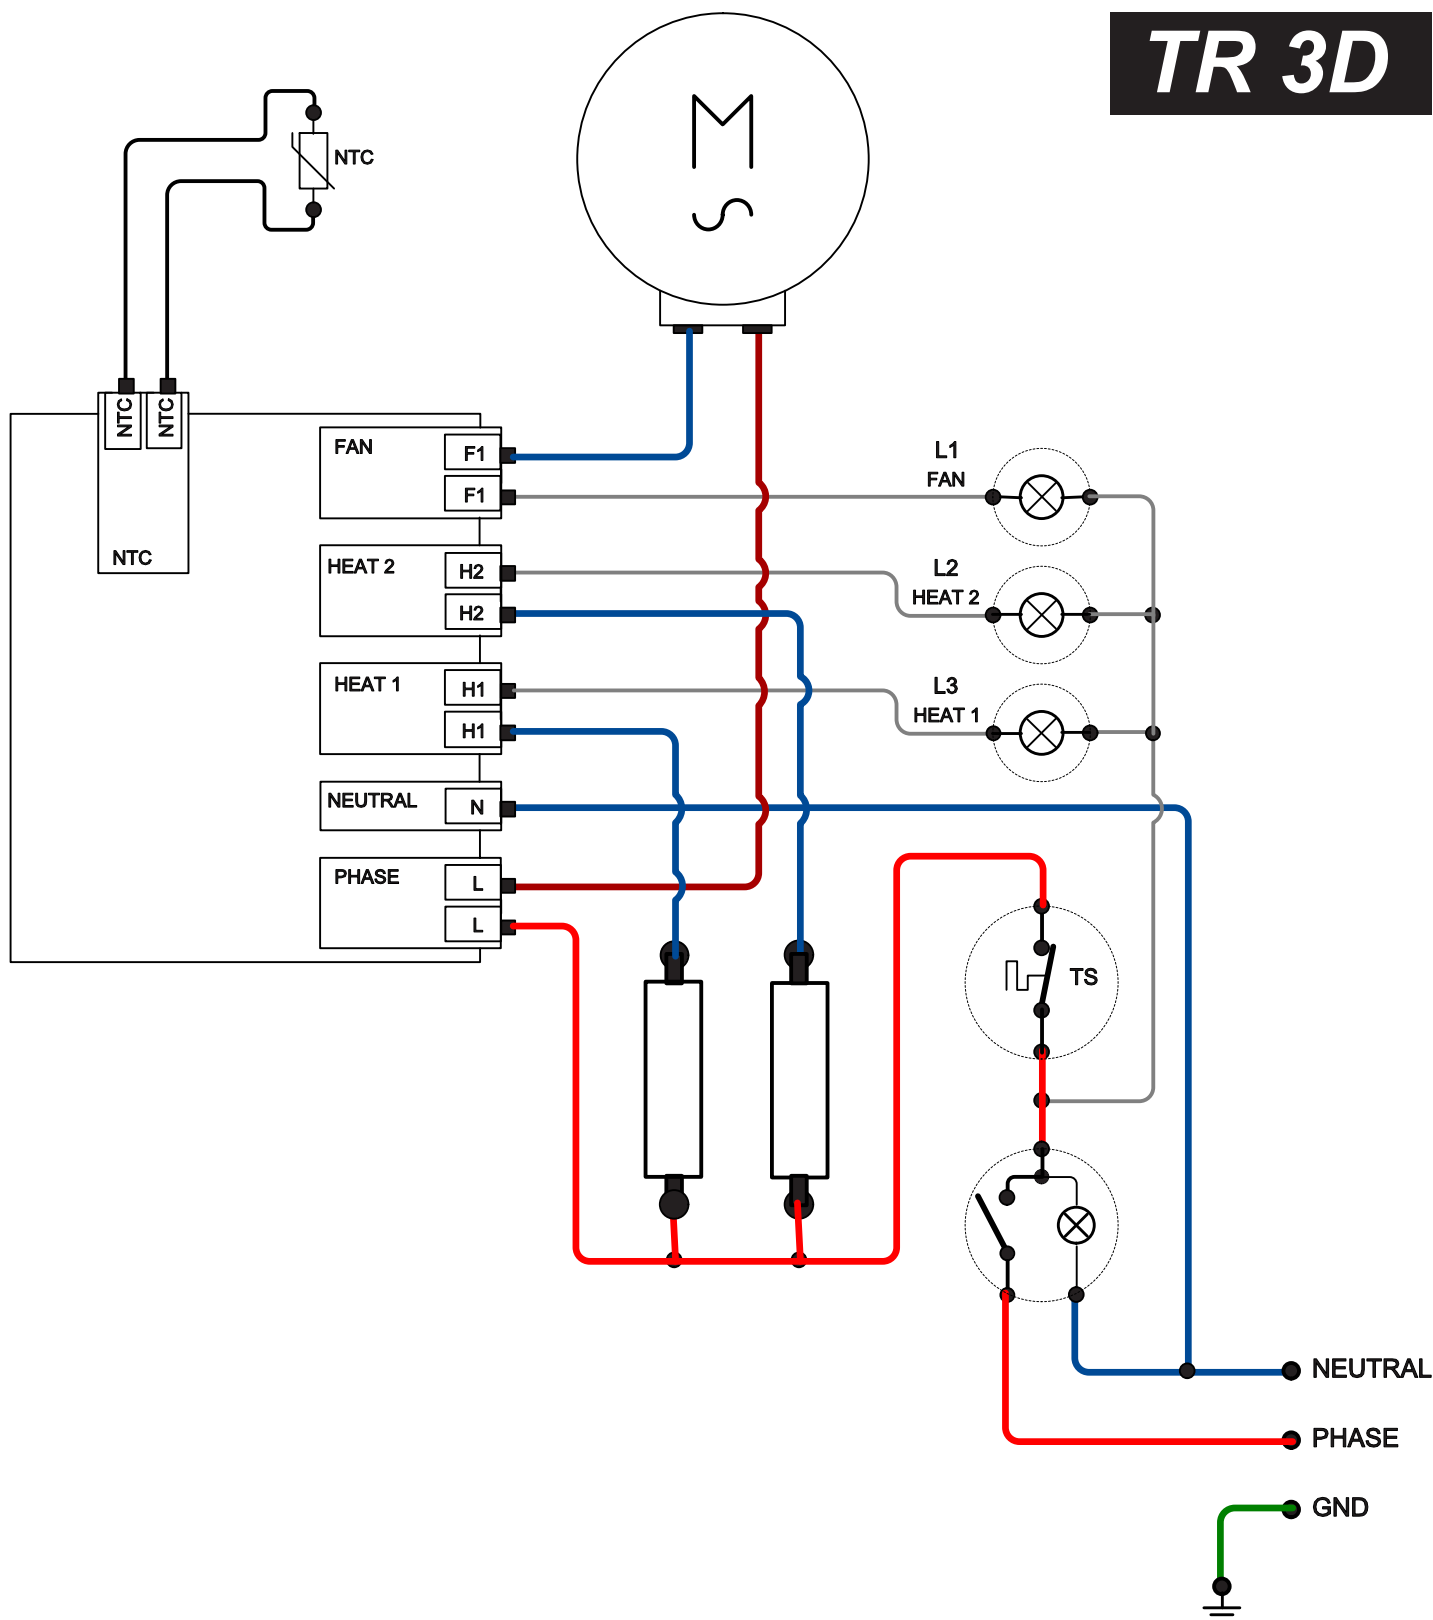 TR 3D
M
NTC
NTC
NTC
NTC
FAN
F1
F1
HEAT 2
H2
H2
HEAT 1
H1
H1
NEUTRAL
N
PHASE
L
L
L1
FAN
L2
HEAT 2
L3
HEAT 1
TS
NEUTRAL
PHASE
GND